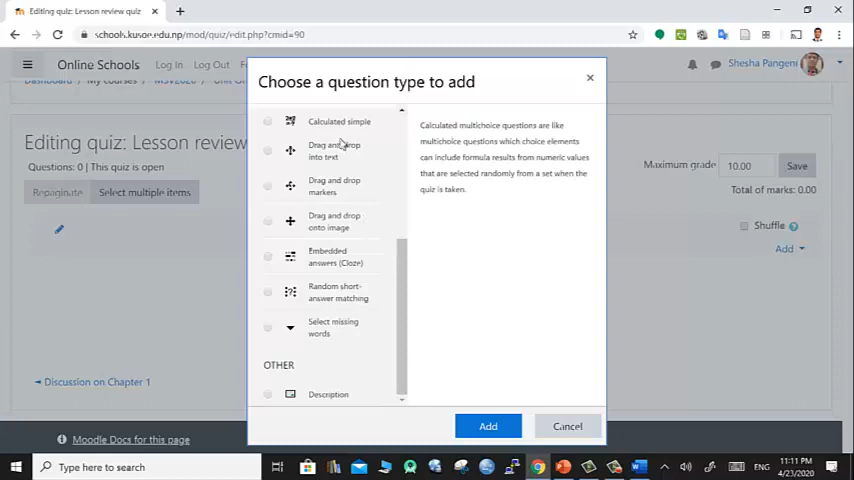 Editing quiz: Lesson review quiz
schools.kusoed.edu.np/mod/quiz/edit.php?cmid=90
Online Schools Log In Log Out
Shesha Pangeni
Dashboard / My courses
Choose a question type to add
Calculated simple
Drag and drop
into text
Drag and drop
markers
Drag and drop
onto image
Embedded
answers (Cloze)
Random short-
answer matching
Select missing
words
OTHER
Description
Calculated multichoice questions are like
multichoice questions which choice elements
can include formula results from numeric values
that are selected randomly from a set when the
quiz is taken.
Add
Cancel
Editing quiz: Lesson review
Questions: 0 | This quiz is open
Repaginate Select multiple items
Maximum grade 10.00 Save
Total of marks: 0.00
Shuffle
Add
Discussion on Chapter 1
Moodle Docs for this page
Type here to search
ENG
11:11 PM
4/23/2020